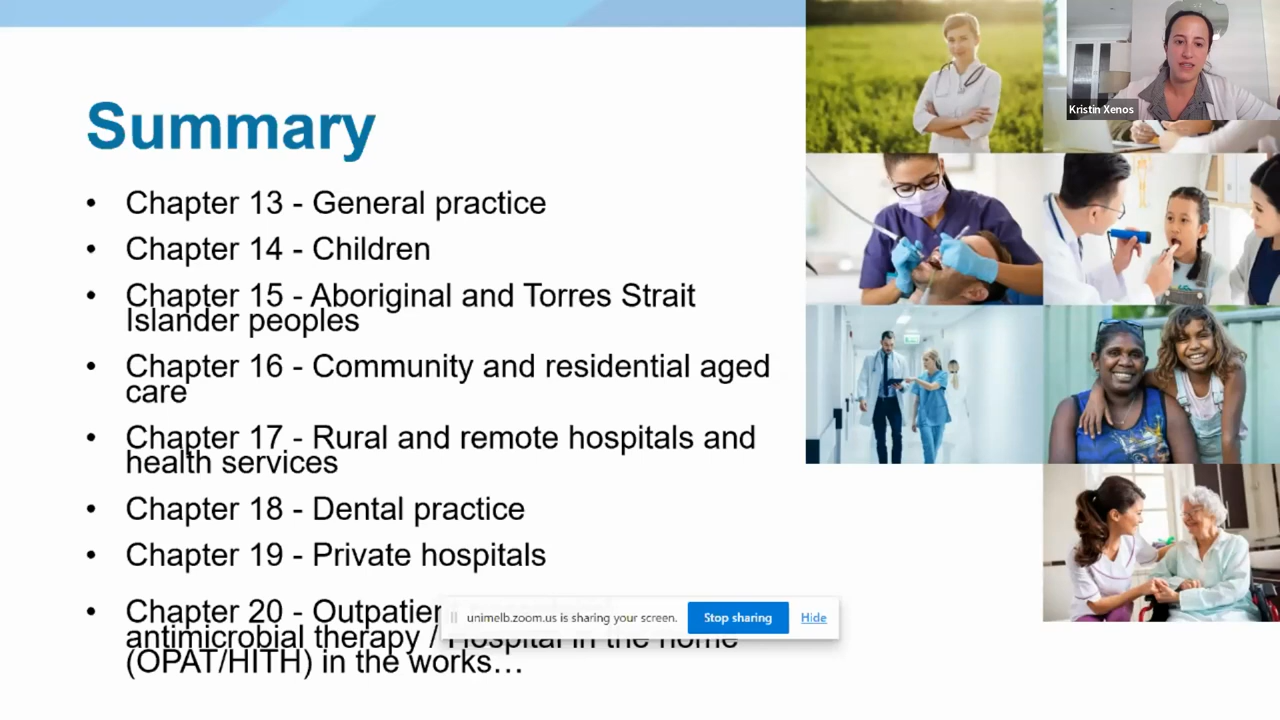 Summary
• Chapter 13 - General practice
• Chapter 14 - Children
• Chapter 15 - Aboriginal and Torres Strait
Islander peoples
• Chapter 16 - Community and residential aged
care
• Chapter 17 - Rural and remote hospitals and
health services
• Chapter 18 - Dental practice
• Chapter 19 - Private hospitals
• Chapter 20 -
antimicrobial therapy / Hospital in the home
(OPAT/HITH) in the works…
unimelb.zoom.us is sharing your screen.
Stop sharing
Hide
Kristin Xenos